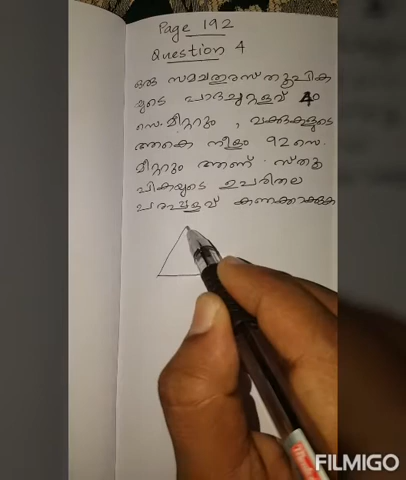 Page 192
Question 4
ഒരു സമചതുരസ്തൂപിക
യുടെ പാദചുറ്റളവ് 40
സെ.മീറ്ററും, വക്കുകളുടെ
ആകെ നീളം 92 സെ.
മീറ്ററും ആണ്. സ്തൂ
പികയുടെ ഉപരിതല
പരപ്പളവ് കണക്കാക്കുക
FILMIGO